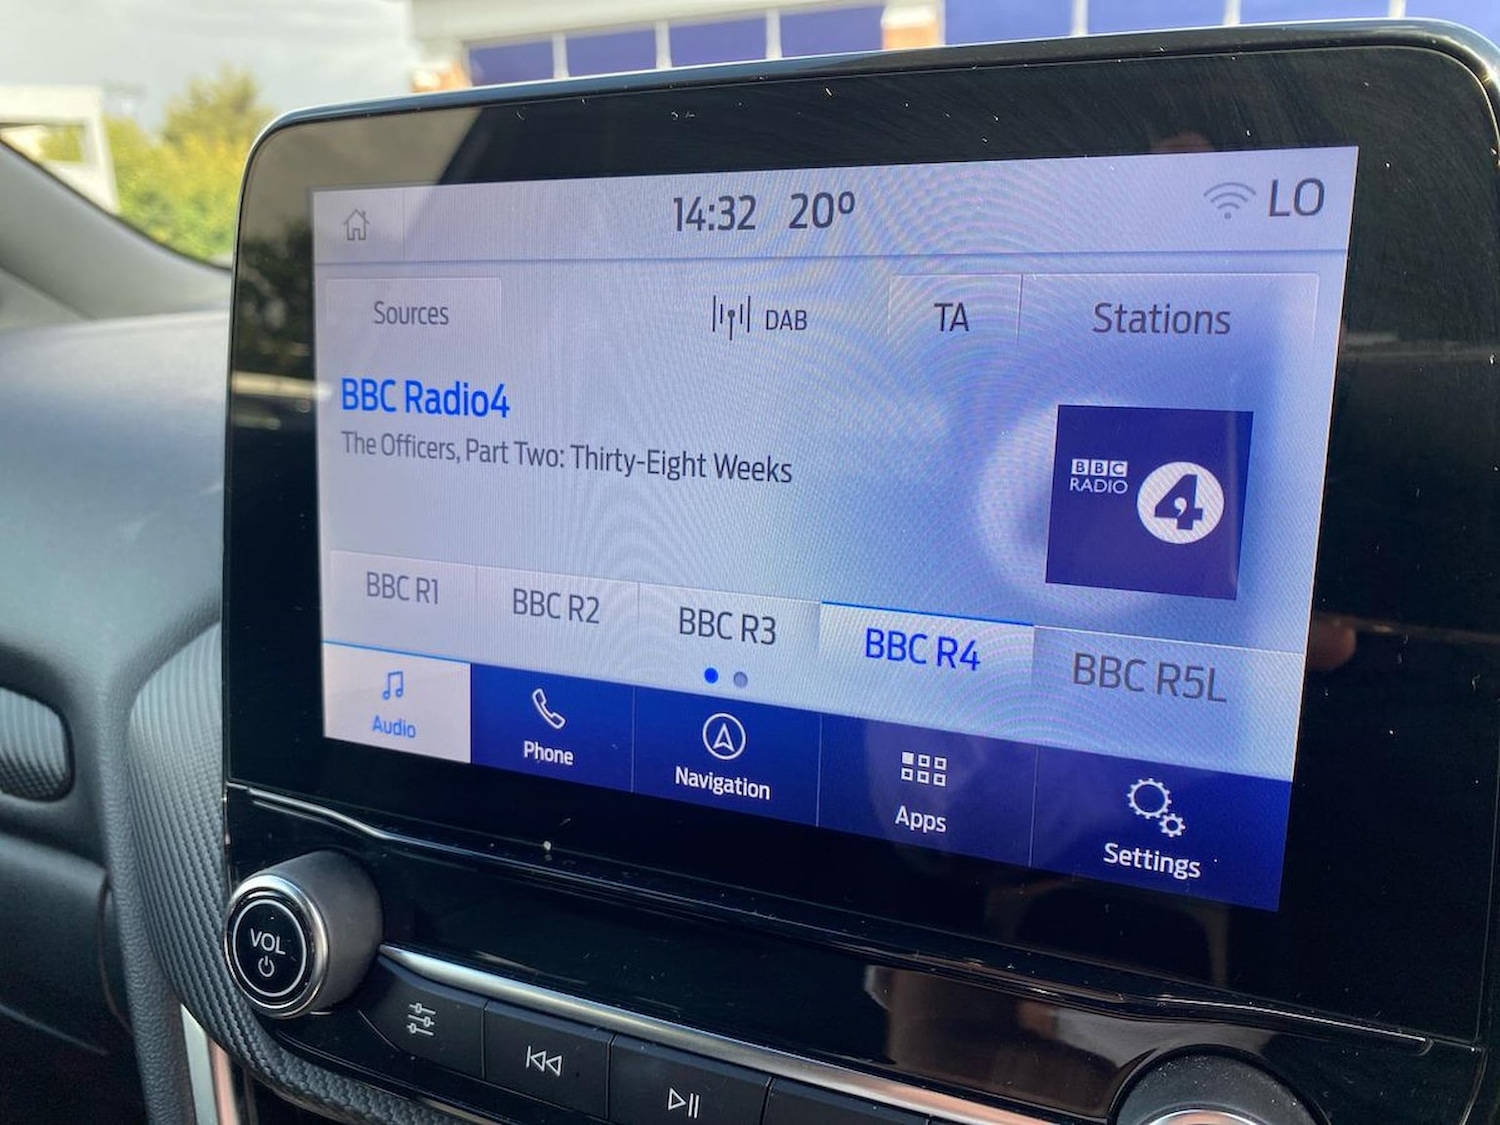 14:32 20º LO
Sources DAB TA Stations
BBC Radio4
The Officers, Part Two: Thirty-Eight Weeks
BBC
RADIO 4
BBC R1 BBC R2 BBC R3 BBC R4 BBC R5L
Audio Phone Navigation Apps Settings
VOL